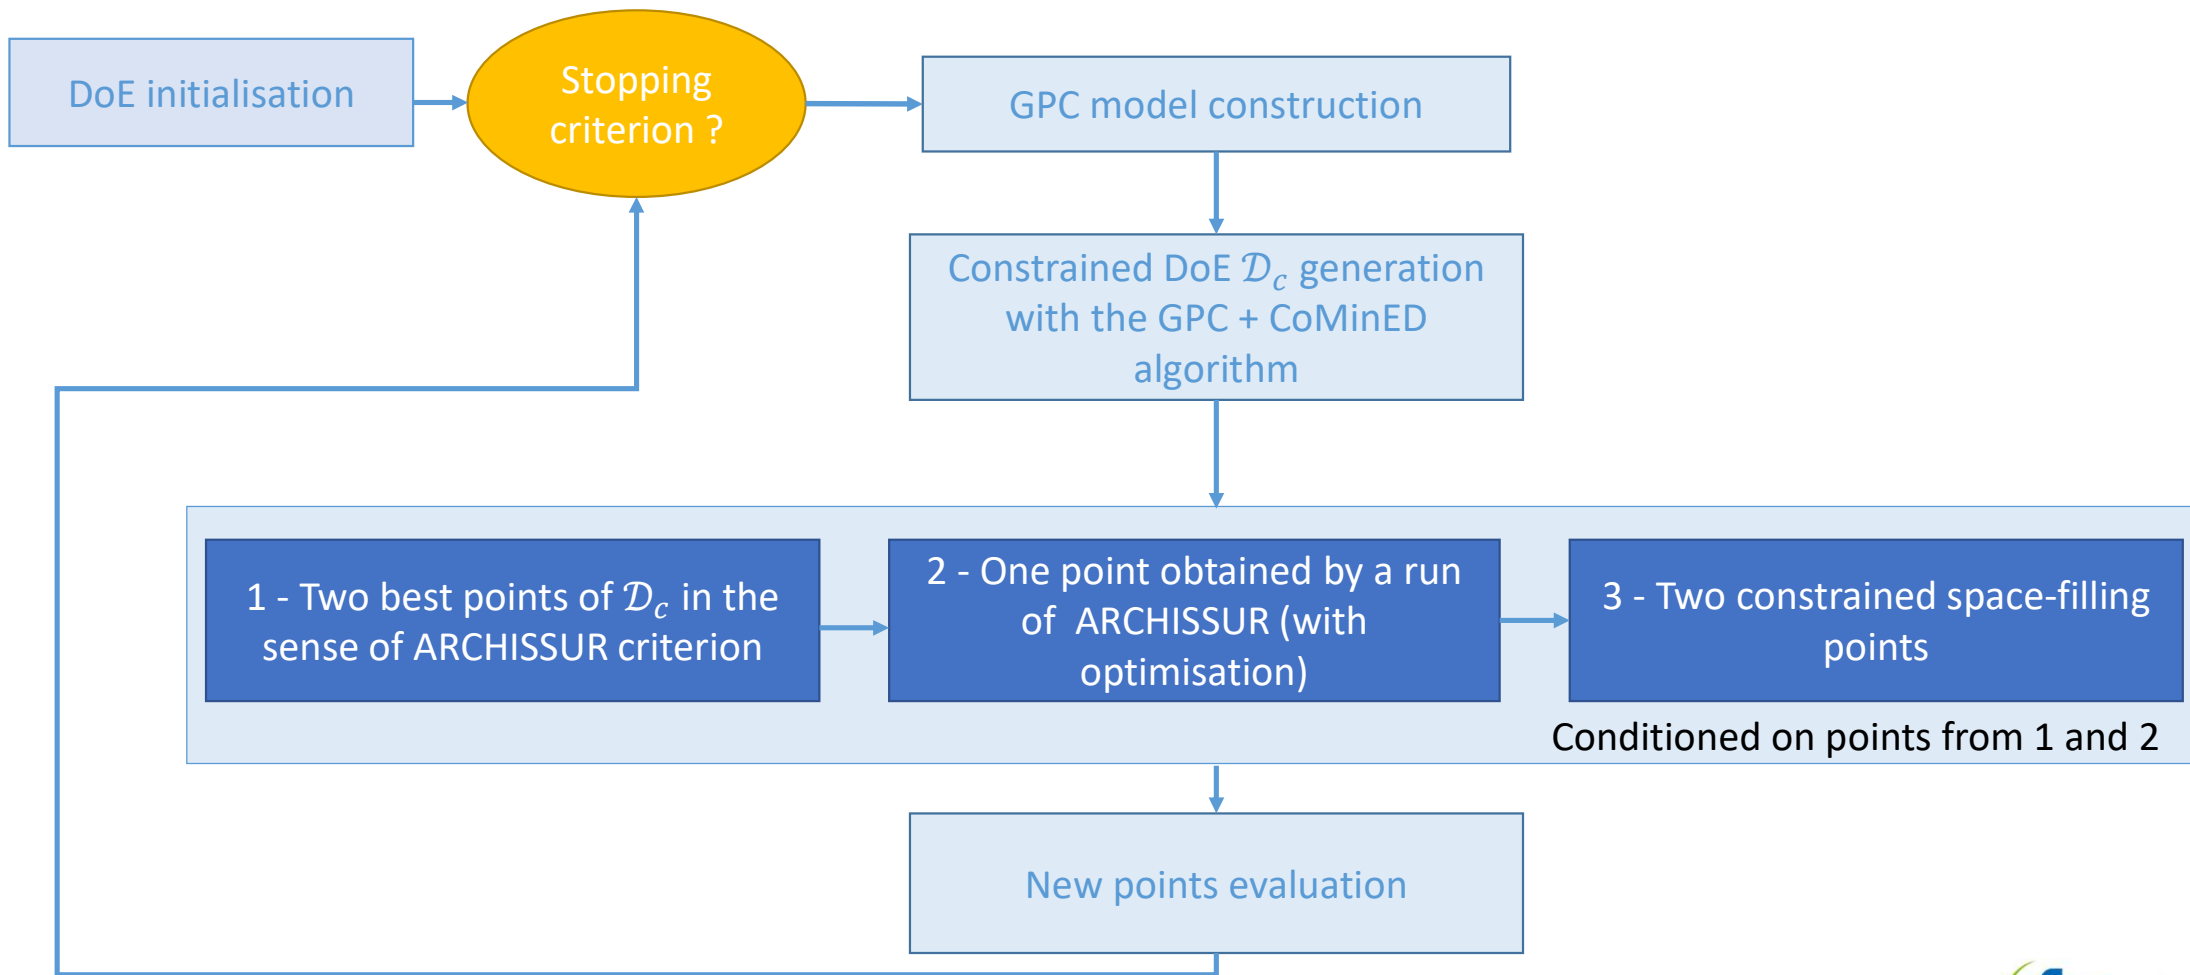 DoE initialisation
Stopping
criterion ?
GPC model construction
Constrained DoE 𝒟c generation
with the GPC + CoMinED
algorithm
1 - Two best points of 𝒟c in the
sense of ARCHISSUR criterion
2 - One point obtained by a run
of ARCHISSUR (with
optimisation)
3 - Two constrained space-filling
points
Conditioned on points from 1 and 2
New points evaluation